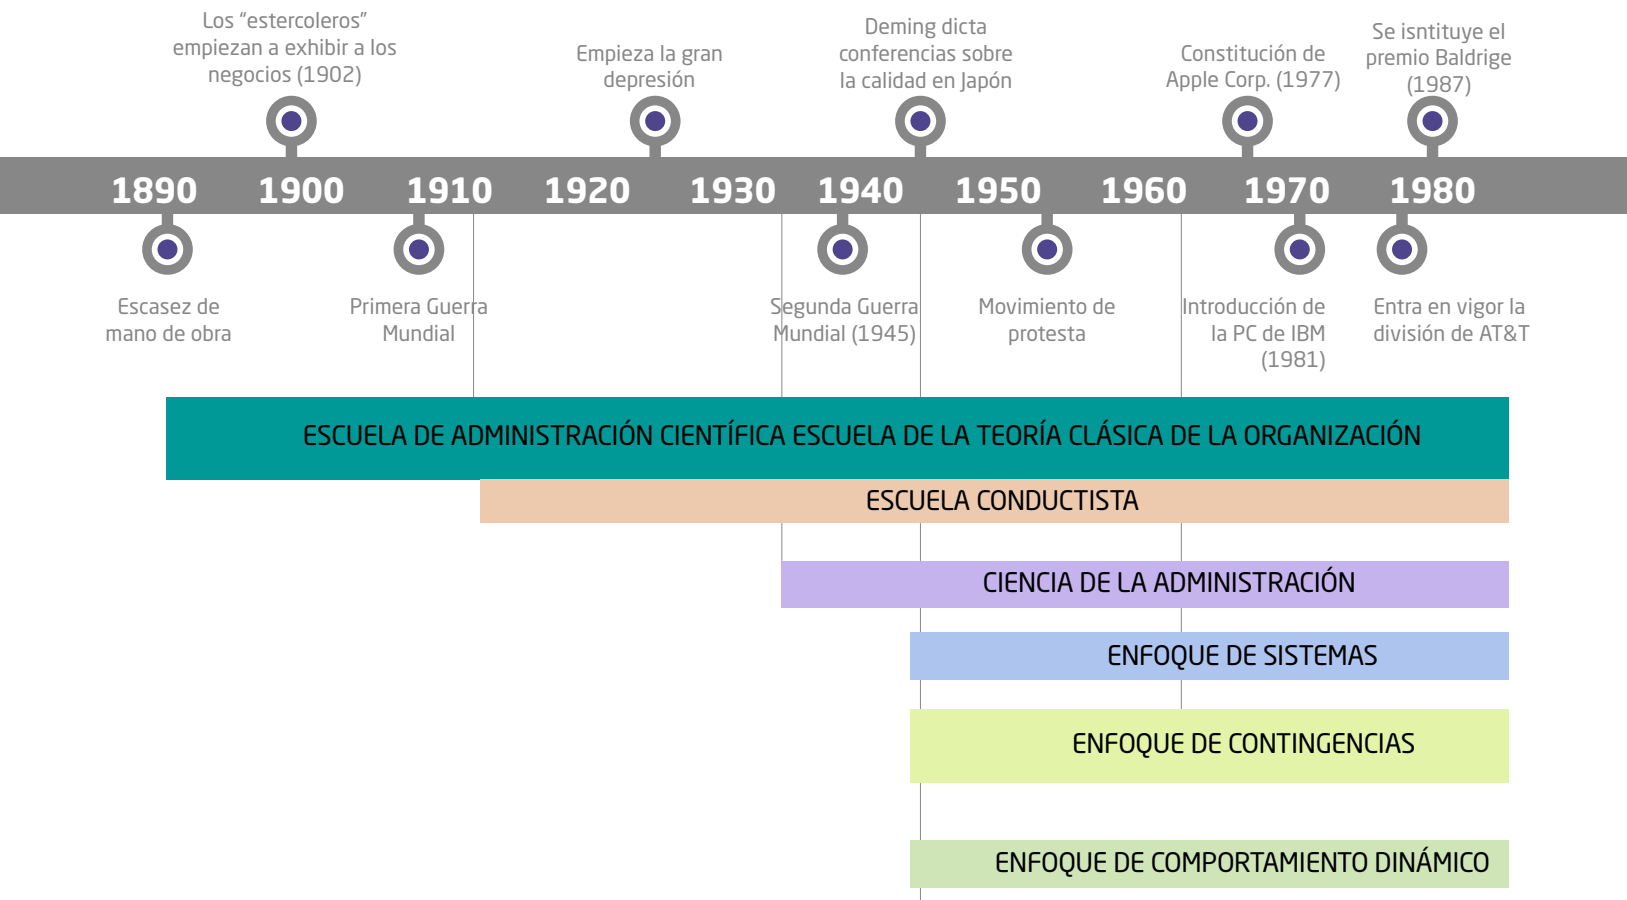 Los “estercoleros”
empiezan a exhibir a los
negocios (1902)
Empieza la gran
depresión
Deming dicta
conferencias sobre
la calidad en Japón
Constitución de
Apple Corp. (1977)
Se isntituye el
premio Baldrige
(1987)
1890 1900 1910 1920 1930 1940 1950 1960 1970 1980
Escasez de
mano de obra
Primera Guerra
Mundial
Segunda Guerra
Mundial (1945)
Movimiento de
protesta
Introducción de
la PC de IBM
(1981)
Entra en vigor la
división de AT&T
ESCUELA DE ADMINISTRACIÓN CIENTÍFICA ESCUELA DE LA TEORÍA CLÁSICA DE LA ORGANIZACIÓN
ESCUELA CONDUCTISTA
CIENCIA DE LA ADMINISTRACIÓN
ENFOQUE DE SISTEMAS
ENFOQUE DE CONTINGENCIAS
ENFOQUE DE COMPORTAMIENTO DINÁMICO